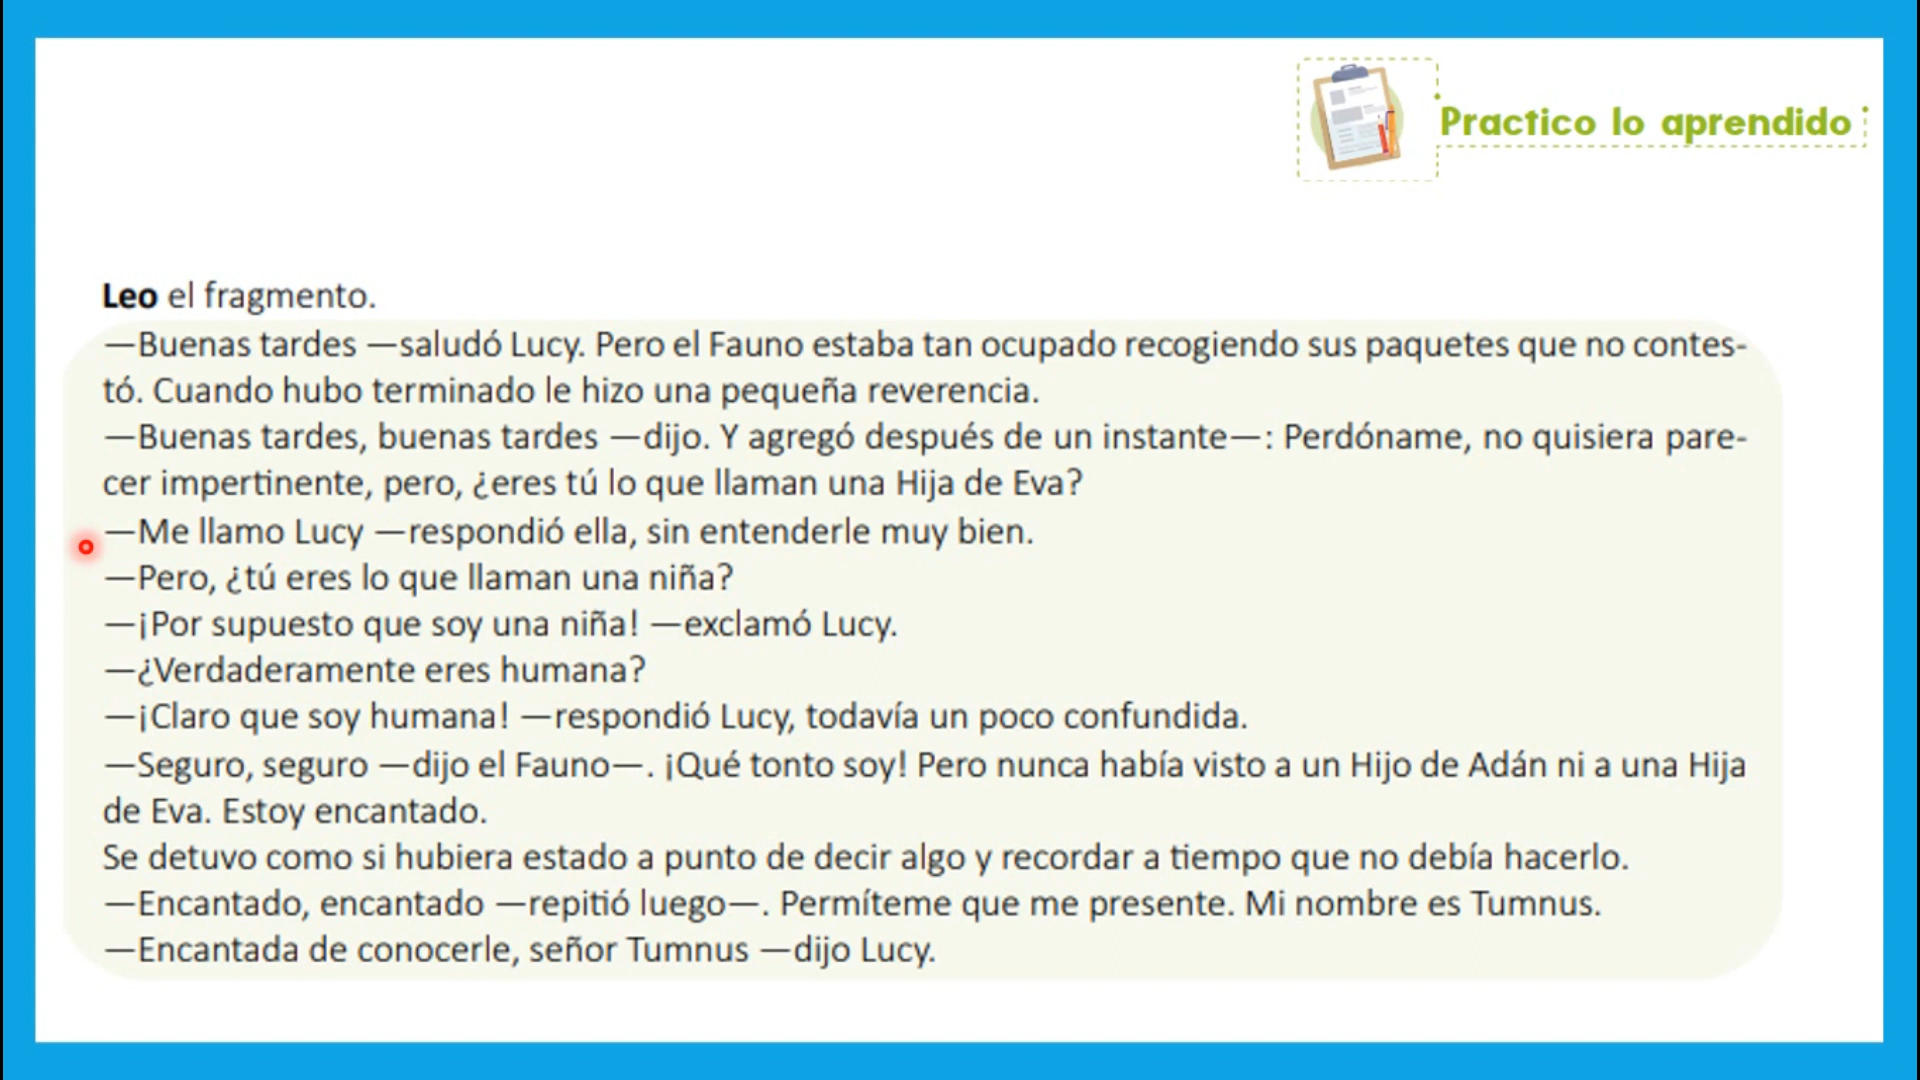 Practico lo aprendido
Leo el fragmento.
—Buenas tardes —saludó Lucy. Pero el Fauno estaba tan ocupado recogiendo sus paquetes que no contes-
tó. Cuando hubo terminado le hizo una pequeña reverencia.
—Buenas tardes, buenas tardes —dijo. Y agregó después de un instante—: Perdóname, no quisiera pare-
cer impertinente, pero, ¿eres tú lo que llaman una Hija de Eva?
—Me llamo Lucy —respondió ella, sin entenderle muy bien.
—Pero, ¿tú eres lo que llaman una niña?
—¡Por supuesto que soy una niña! —exclamó Lucy.
—¿Verdaderamente eres humana?
—¡Claro que soy humana! —respondió Lucy, todavía un poco confundida.
—Seguro, seguro —dijo el Fauno—. ¡Qué tonto soy! Pero nunca había visto a un Hijo de Adán ni a una Hija
de Eva. Estoy encantado.
Se detuvo como si hubiera estado a punto de decir algo y recordar a tiempo que no debía hacerlo.
—Encantado, encantado —repitió luego—. Permíteme que me presente. Mi nombre es Tumnus.
—Encantada de conocerle, señor Tumnus —dijo Lucy.